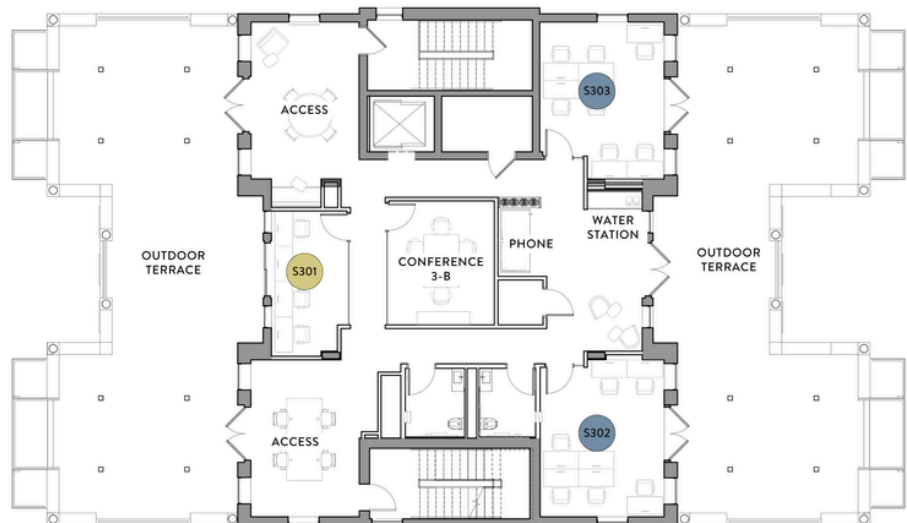 S303
ACCESS
WATER
STATION
OUTDOOR
TERRACE
PHONE
OUTDOOR
TERRACE
CONFERENCE
3-B
S301
S302
ACCESS